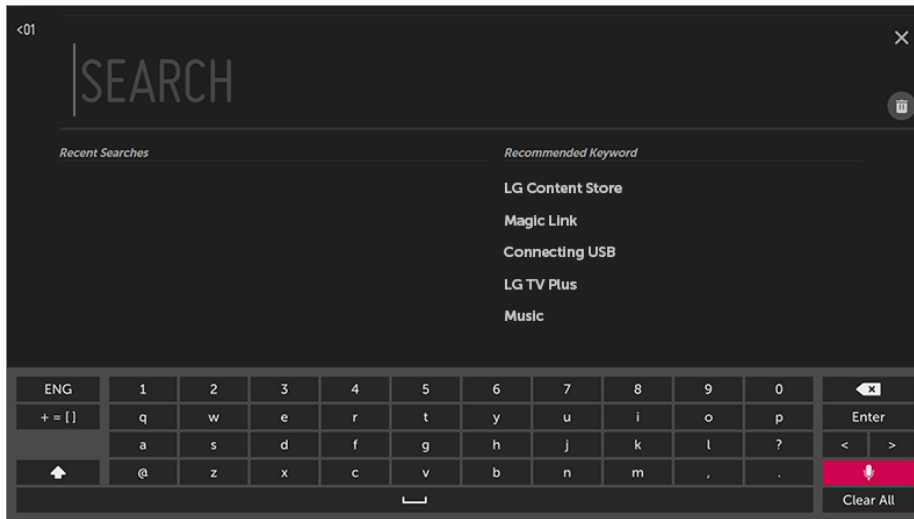 <01
SEARCH
Recent Searches
Recommended Keyword
LG Content Store
Magic Link
Connecting USB
LG TV Plus
Music
ENG 1 2 3 4 5 6 7 8 9 0
+ = [ ] q w e r t y u i o p Enter
a s d f g h j k l ? < >
@ z x c v b n m , .
Clear All